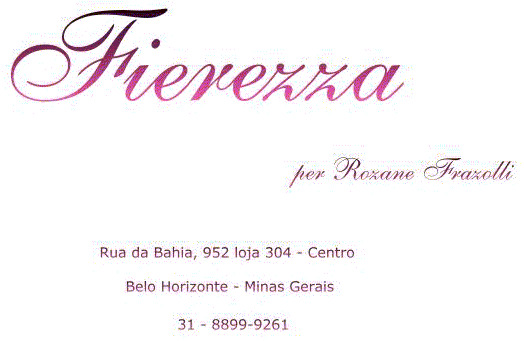 Fierezza
per Rozane Frazolli
Rua da Bahia, 952 loja 304 - Centro
Belo Horizonte - Minas Gerais
31 - 8899-9261